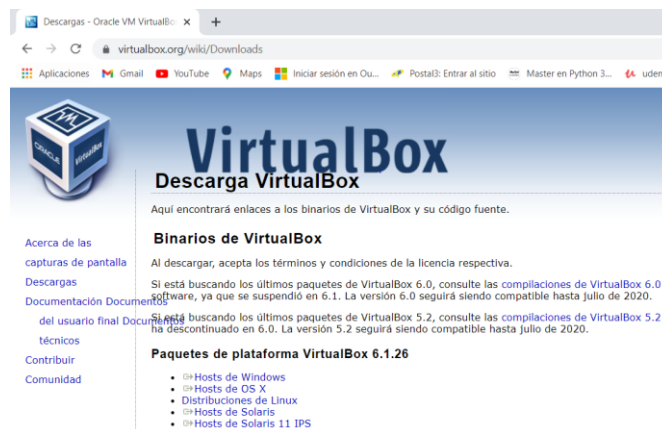 Descargas - Oracle VM VirtualBo
virtualbox.org/wiki/Downloads
Aplicaciones Gmail YouTube Maps Iniciar sesión en Ou... Postal3: Entrar al sitio Master en Python 3... udem
ORACLE
VirtualBox
VirtualBox
Descarga VirtualBox
Aquí encontrará enlaces a los binarios de VirtualBox y su código fuente.
Acerca de las
capturas de pantalla
Descargas
Documentación Documentos
del usuario final Documentos
técnicos
Contribuir
Comunidad
Binarios de VirtualBox
Al descargar, acepta los términos y condiciones de la licencia respectiva.
Si está buscando los últimos paquetes de VirtualBox 6.0, consulte las compilaciones de VirtualBox 6.0
software, ya que se suspendió en 6.1. La versión 6.0 seguirá siendo compatible hasta julio de 2020.
Si está buscando los últimos paquetes de VirtualBox 5.2, consulte las compilaciones de VirtualBox 5.2
ha descontinuado en 6.0. La versión 5.2 seguirá siendo compatible hasta julio de 2020.
Paquetes de plataforma VirtualBox 6.1.26
Hosts de Windows
Hosts de OS X
Distribuciones de Linux
Hosts de Solaris
Hosts de Solaris 11 IPS